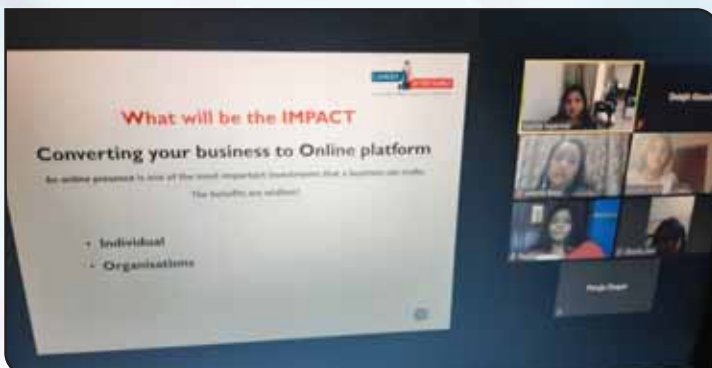 What will be the IMPACT
Converting your business to Online platform
An online presence is one of the most important investments that a business can make.
The benefits are endless!
• Individual
• Organisations